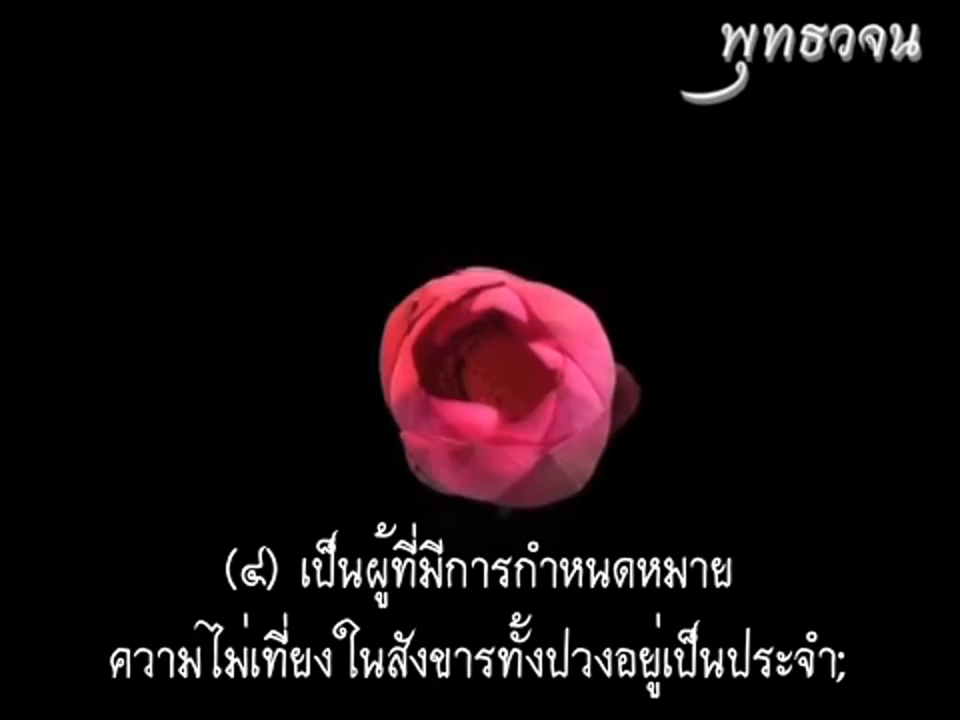 พุทธวจน
(๔) เป็นผู้ที่มีการกำหนดหมาย
ความไม่เที่ยงในสังขารทั้งปวงอยู่เป็นประจำ;